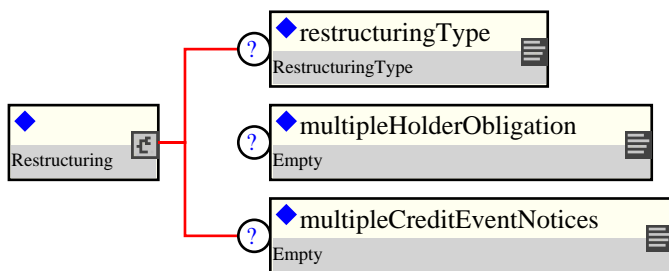 restructuringType
?
RestructuringType
multipleHolderObligation
?
Restructuring
Empty
multipleCreditEventNotices
?
Empty